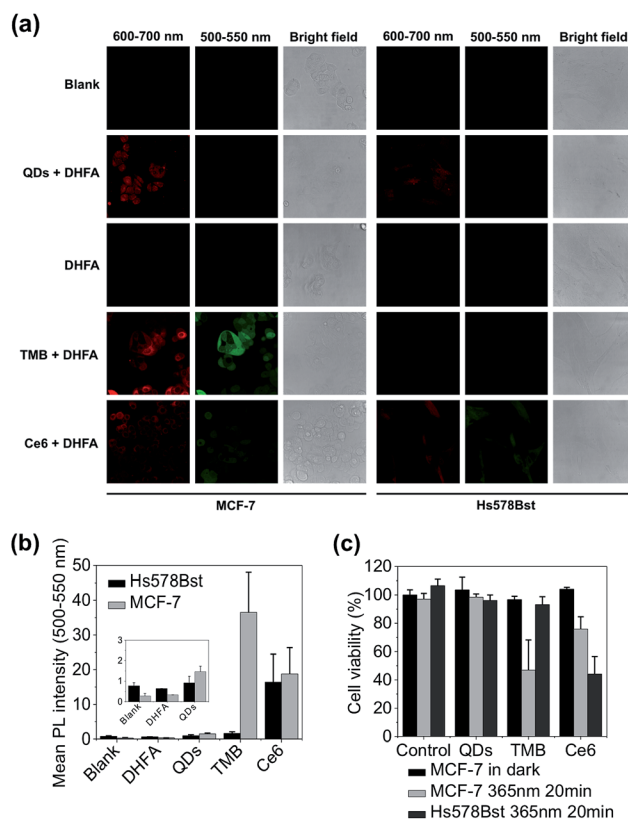 (a)
600-700 nm 500-550 nm Bright field 600-700 nm 500-550 nm Bright field
Blank
QDs + DHFA
DHFA
TMB + DHFA
Ce6 + DHFA
MCF-7 Hs578Bst
(b)
Mean PL intensity (500-550 nm)
50
40
30
20
10
0
Hs578Bst
MCF-7
3
2
1
0
Blank DHFA QDs
Blank DHFA QDs TMB Ce6
(c)
Cell viability (%)
120
100
80
60
40
20
0
Control QDs TMB Ce6
MCF-7 in dark
MCF-7 365nm 20min
Hs578Bst 365nm 20min